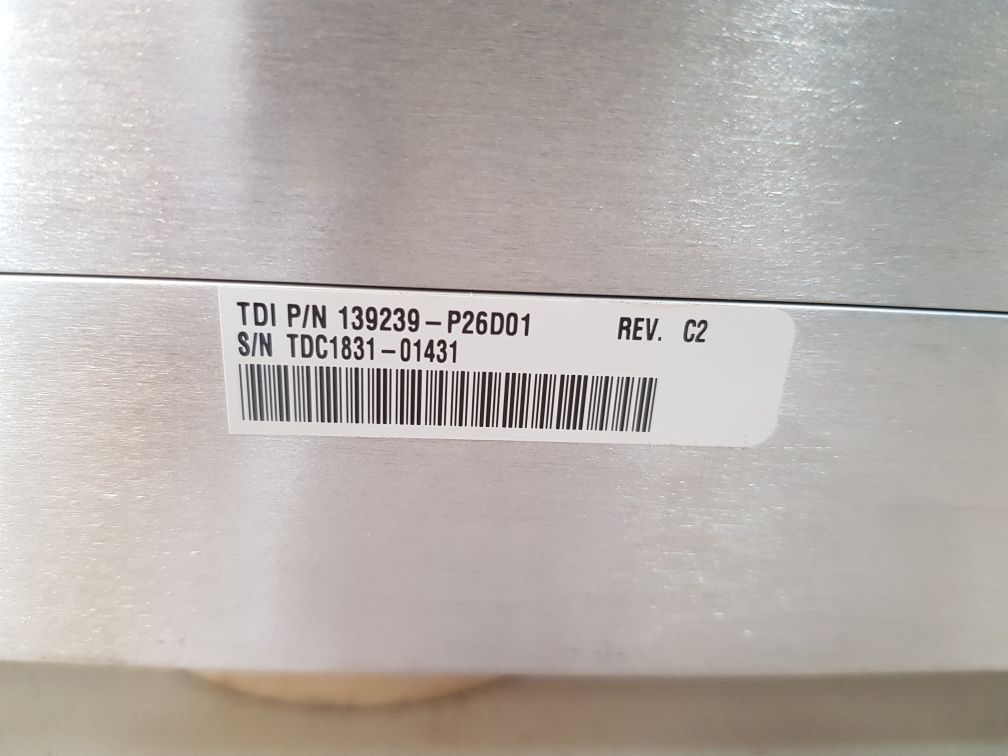 TDI P/N 139239-P26D01 REV. C2
S/N TDC1831-01431